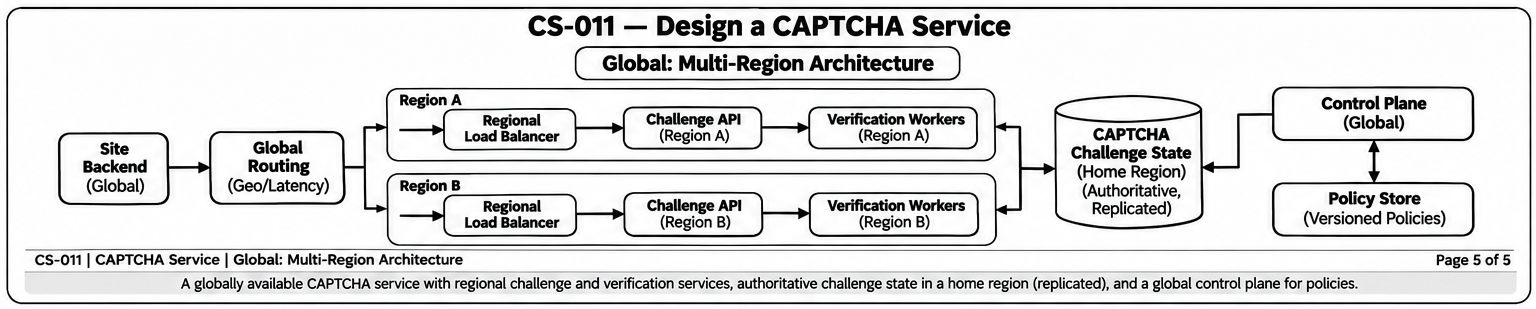 CS-011 — Design a CAPTCHA Service
Global: Multi-Region Architecture
Site
Backend
(Global)
Global
Routing
(Geo/Latency)
Region A
Regional
Load Balancer
Challenge API
(Region A)
Verification Workers
(Region A)
Region B
Regional
Load Balancer
Challenge API
(Region B)
Verification Workers
(Region B)
CAPTCHA
Challenge State
(Home Region)
(Authoritative,
Replicated)
Control Plane
(Global)
Policy Store
(Versioned Policies)
CS-011 | CAPTCHA Service | Global: Multi-Region Architecture
Page 5 of 5
A globally available CAPTCHA service with regional challenge and verification services, authoritative challenge state in a home region (replicated), and a global control plane for policies.